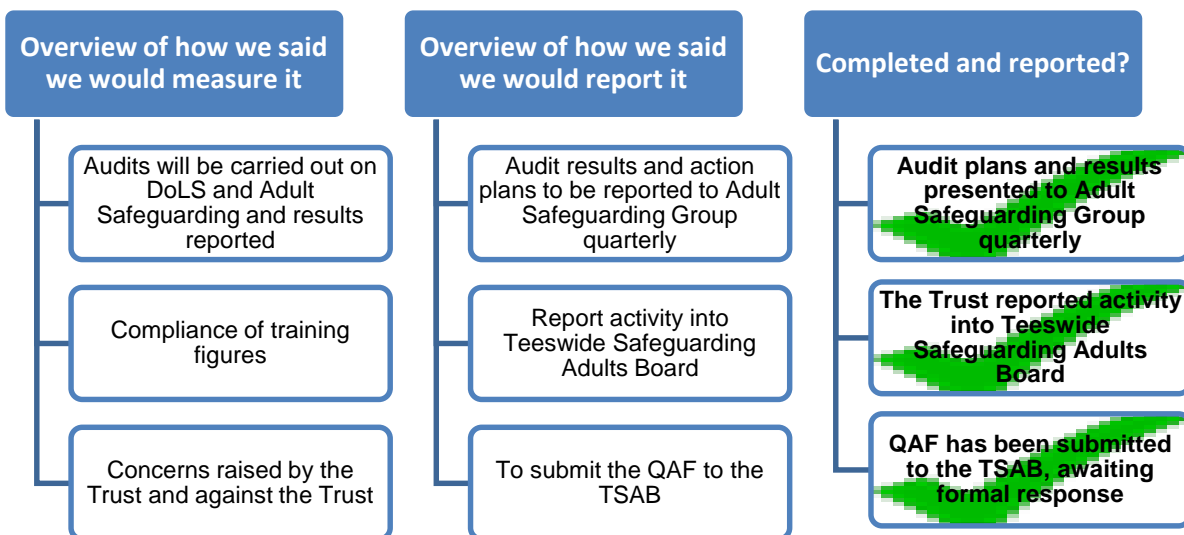 Overview of how we said
we would measure it
Audits will be carried out on
DoLS and Adult
Safeguarding and results
reported
Compliance of training
figures
Concerns raised by the
Trust and against the Trust
Overview of how we said
we would report it
Audit results and action
plans to be reported to Adult
Safeguarding Group
quarterly
Report activity into
Teeswide Safeguarding
Adults Board
To submit the QAF to the
TSAB
Completed and reported?
Audit plans and results
presented to Adult
Safeguarding Group
quarterly
The Trust reported activity
into Teeswide
Safeguarding Adults
Board
QAF has been submitted
to the TSAB, awaiting
formal response